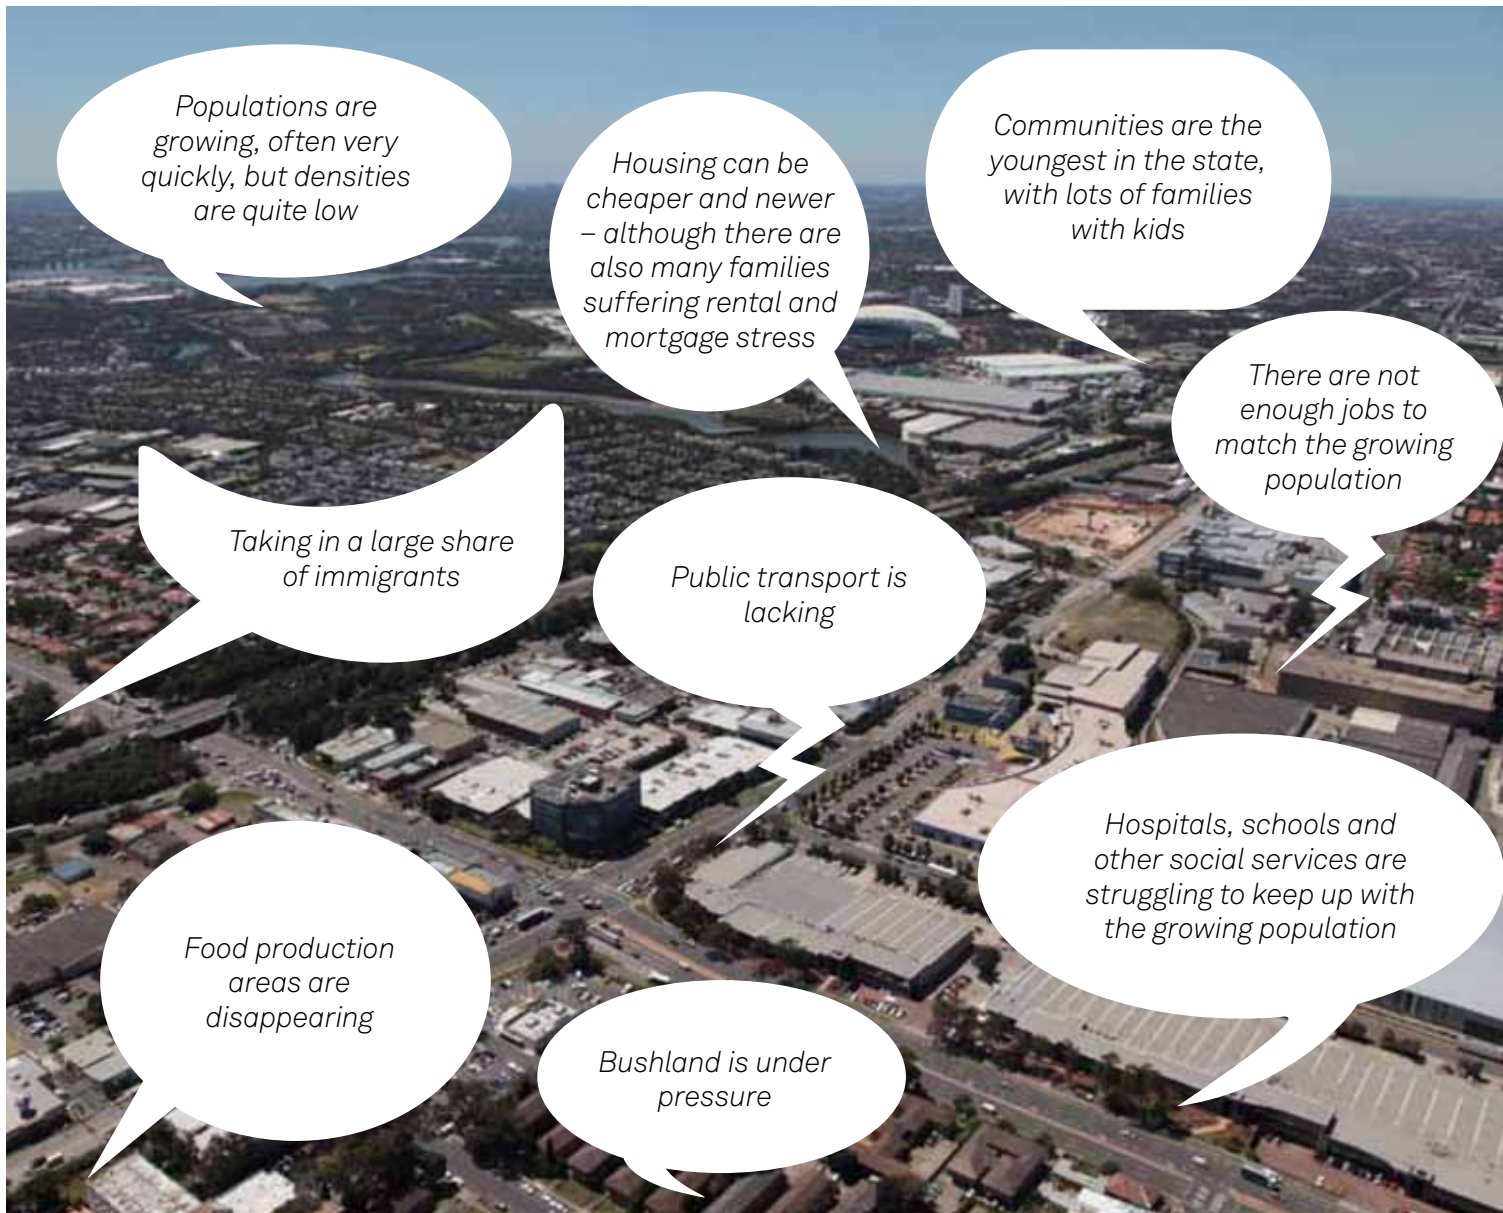 Populations are
growing, often very
quickly, but densities
are quite low
Housing can be
cheaper and newer
– although there are
also many families
suffering rental and
mortgage stress
Communities are the
youngest in the state,
with lots of families
with kids
There are not
enough jobs to
match the growing
population
Taking in a large share
of immigrants
Public transport is
lacking
Hospitals, schools and
other social services are
struggling to keep up with
the growing population
Food production
areas are
disappearing
Bushland is under
pressure